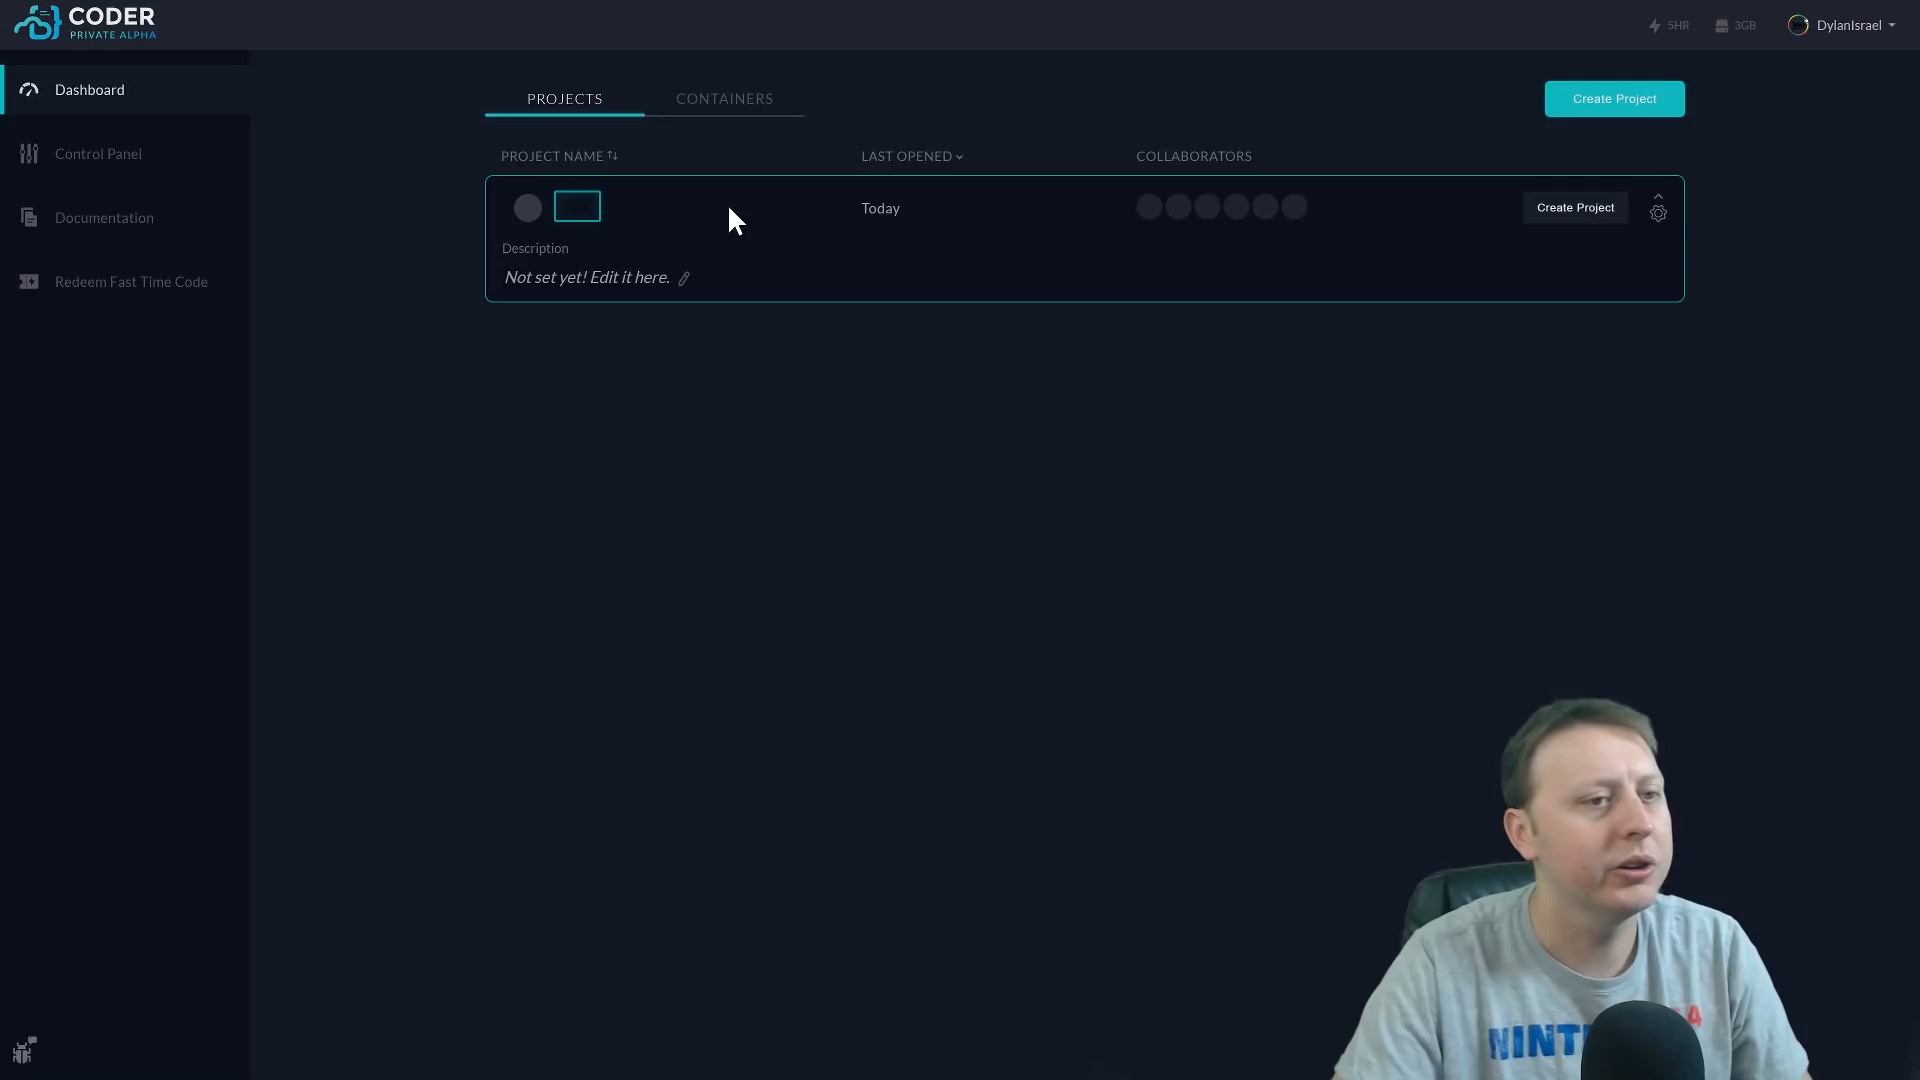 CODER
PRIVATE ALPHA
5HR
3GB
DylanIsrael
Dashboard
Control Panel
Documentation
Redeem Fast Time Code
PROJECTS
CONTAINERS
Create Project
PROJECT NAME
LAST OPENED
COLLABORATORS
Today
Create Project
Description
Not set yet! Edit it here.